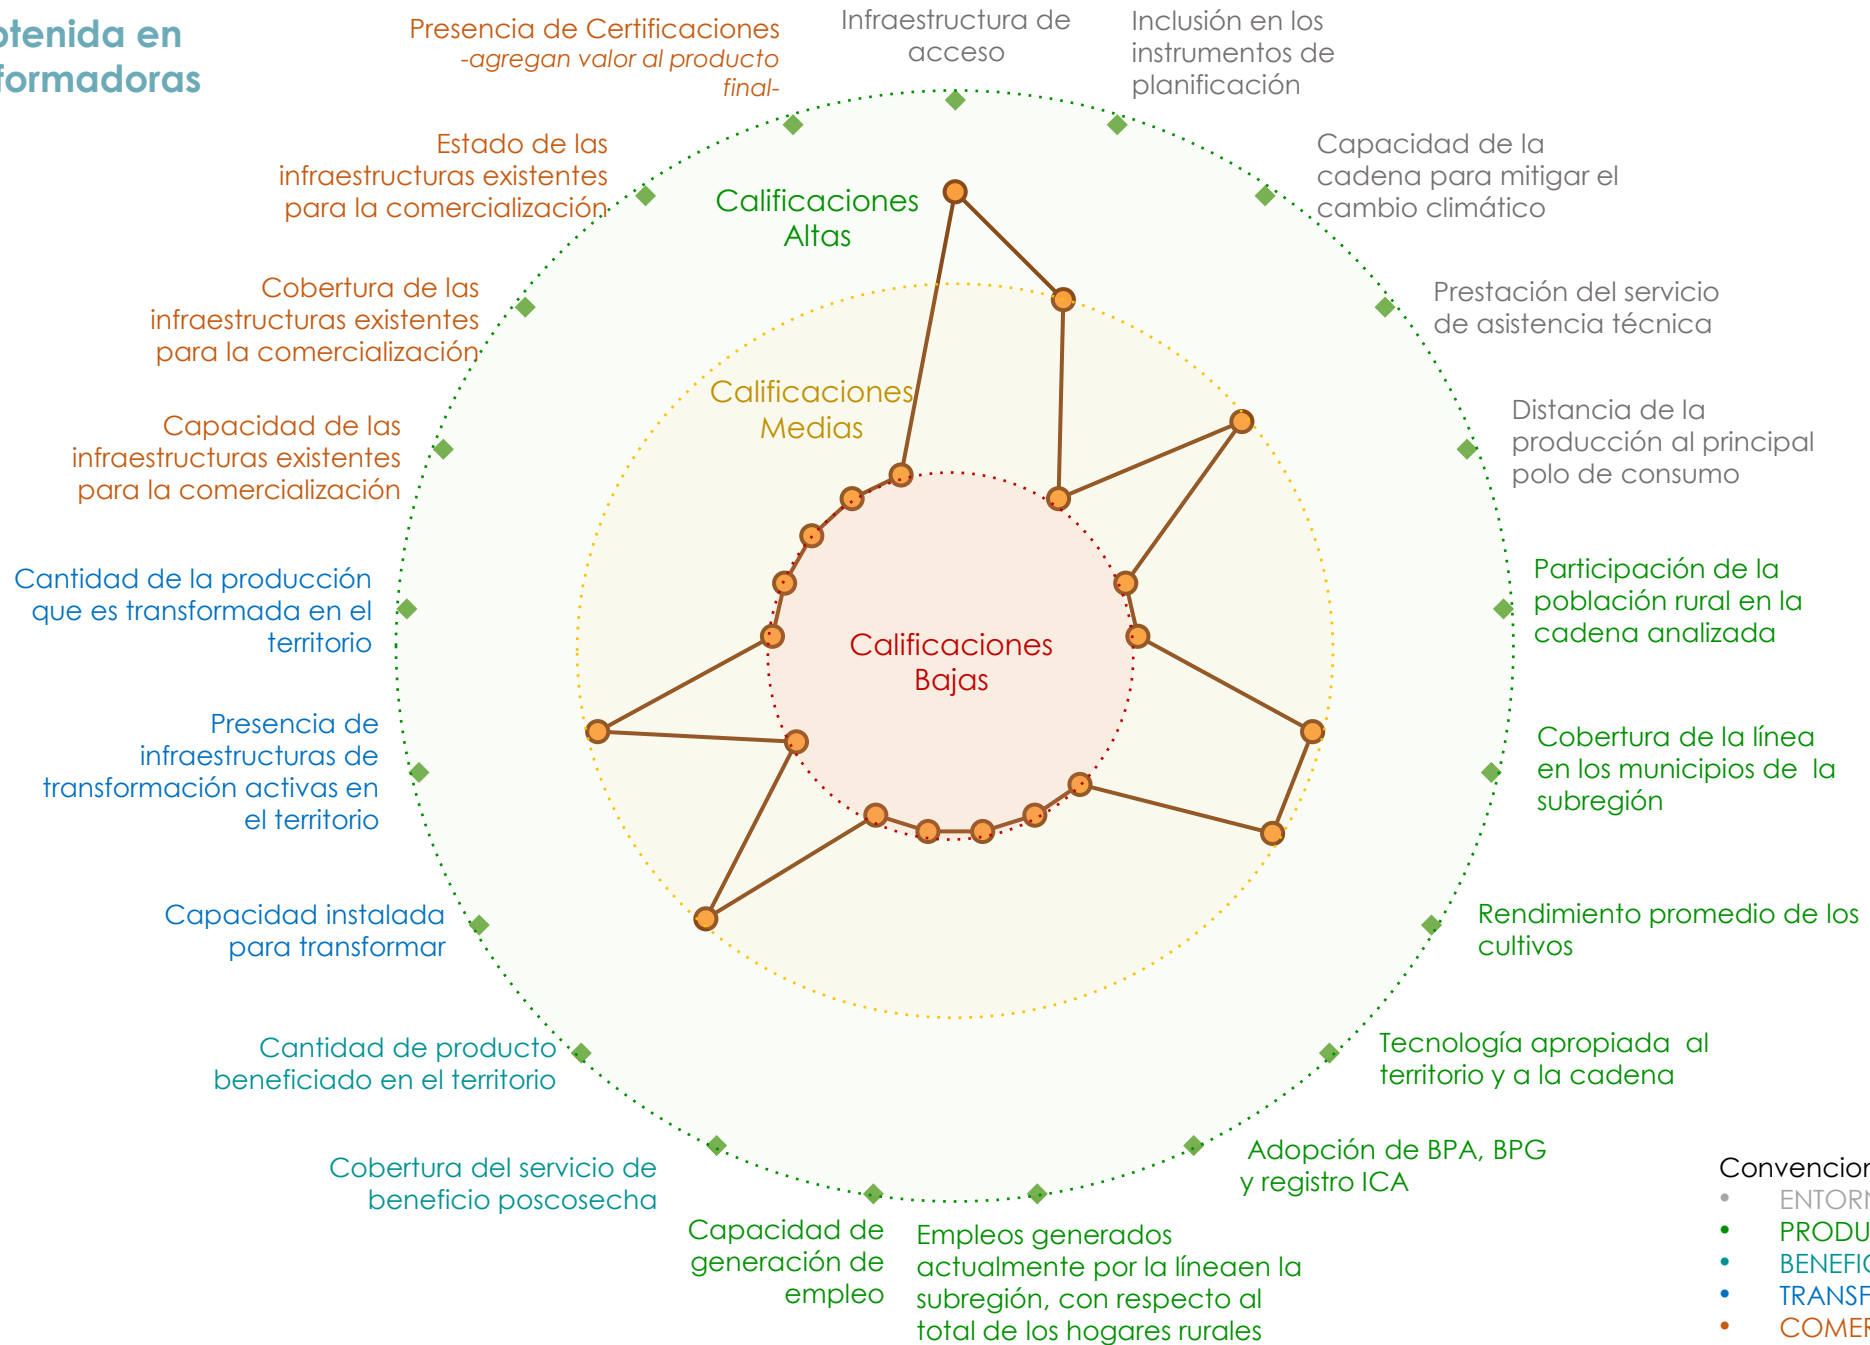 Presencia de Certificaciones
-agregan valor al producto
final-
Infraestructura de
acceso
Inclusión en los
instrumentos de
planificación
Estado de las
infraestructuras existentes
para la comercialización
Calificaciones
Altas
Capacidad de la
cadena para mitigar el
cambio climático
Cobertura de las
infraestructuras existentes
para la comercialización
Prestación del servicio
de asistencia técnica
Calificaciones
Medias
Capacidad de las
infraestructuras existentes
para la comercialización
Distancia de la
producción al principal
polo de consumo
Cantidad de la producción
que es transformada en el
territorio
Participación de la
población rural en la
cadena analizada
Calificaciones
Bajas
Presencia de
infraestructuras de
transformación activas en
el territorio
Cobertura de la línea
en los municipios de  la
subregión
Capacidad instalada
para transformar
Rendimiento promedio de los
cultivos
Cantidad de producto
beneficiado en el territorio
Tecnología apropiada  al
territorio y a la cadena
Cobertura del servicio de
beneficio poscosecha
Adopción de BPA, BPG
y registro ICA
Capacidad de
generación de
empleo
Empleos generados
actualmente por la líneaen la
subregión, con respecto al
total de los hogares rurales